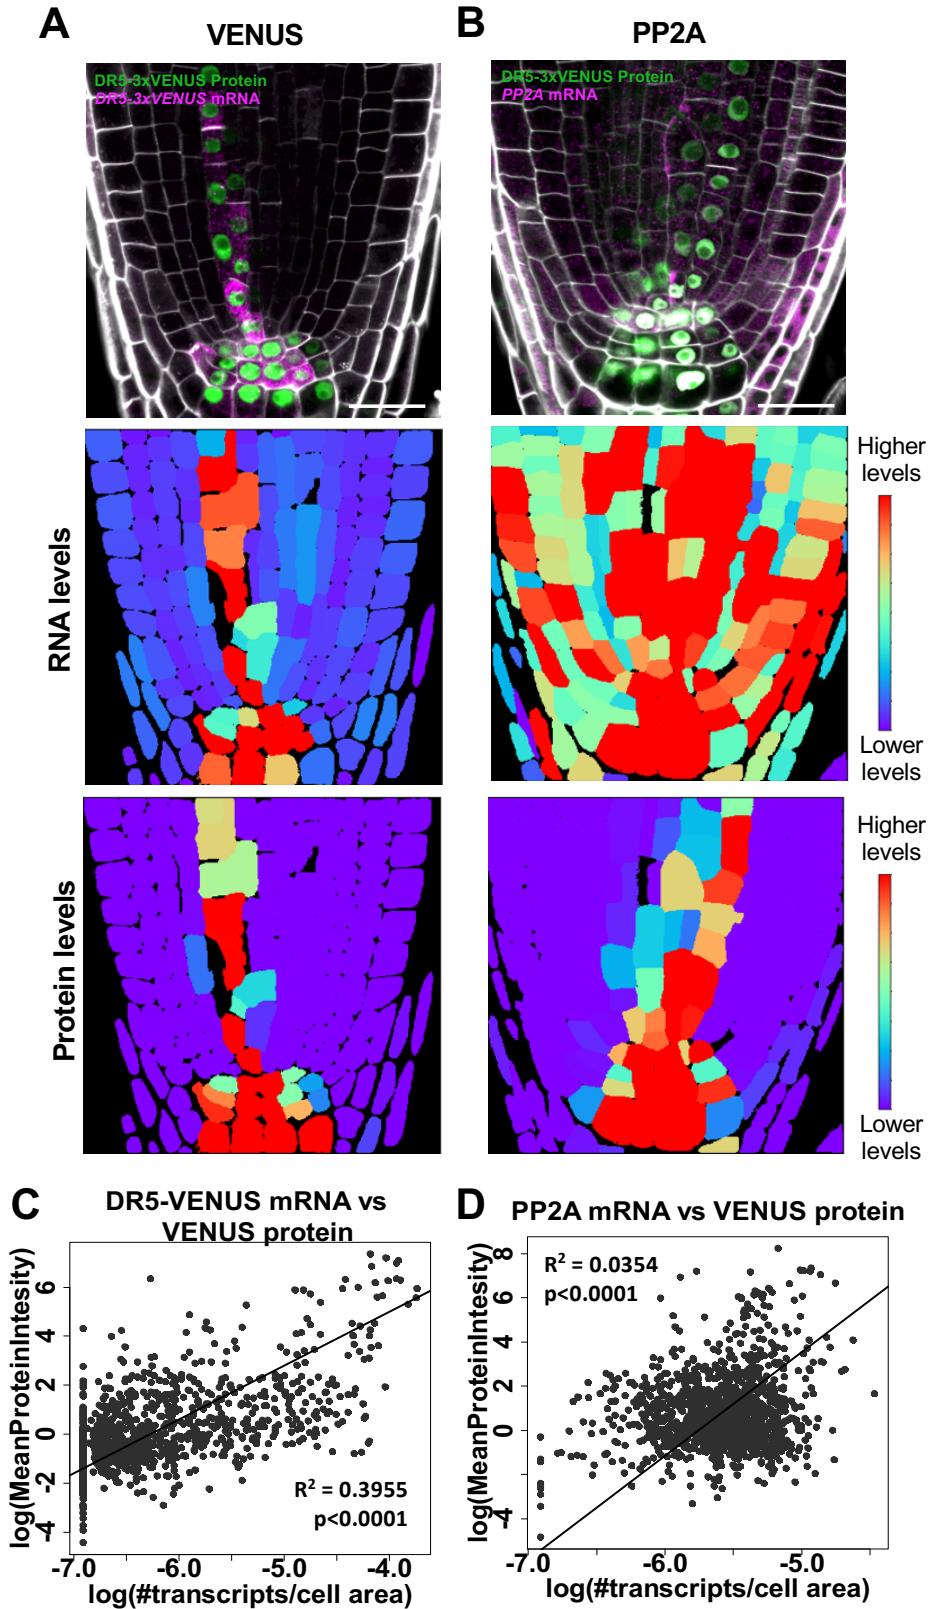 A
VENUS
B
PP2A
DR5-3xVENUS Protein
DR5-3xVENUS mRNA
DR5-3xVENUS Protein
PP2A mRNA
RNA levels
Higher
levels
Lower
levels
Protein levels
Higher
levels
Lower
levels
C
DR5-VENUS mRNA vs
VENUS protein
log(MeanProteinIntesity)
6
4
2
0
-2
-4
R² = 0.3955
p<0.0001
-7.0 -6.0 -5.0 -4.0
log(#transcripts/cell area)
D
PP2A mRNA vs VENUS protein
log(MeanProteinIntesity)
8
6
4
2
0
-4
R² = 0.0354
p<0.0001
-7.0 -6.0 -5.0
log(#transcripts/cell area)